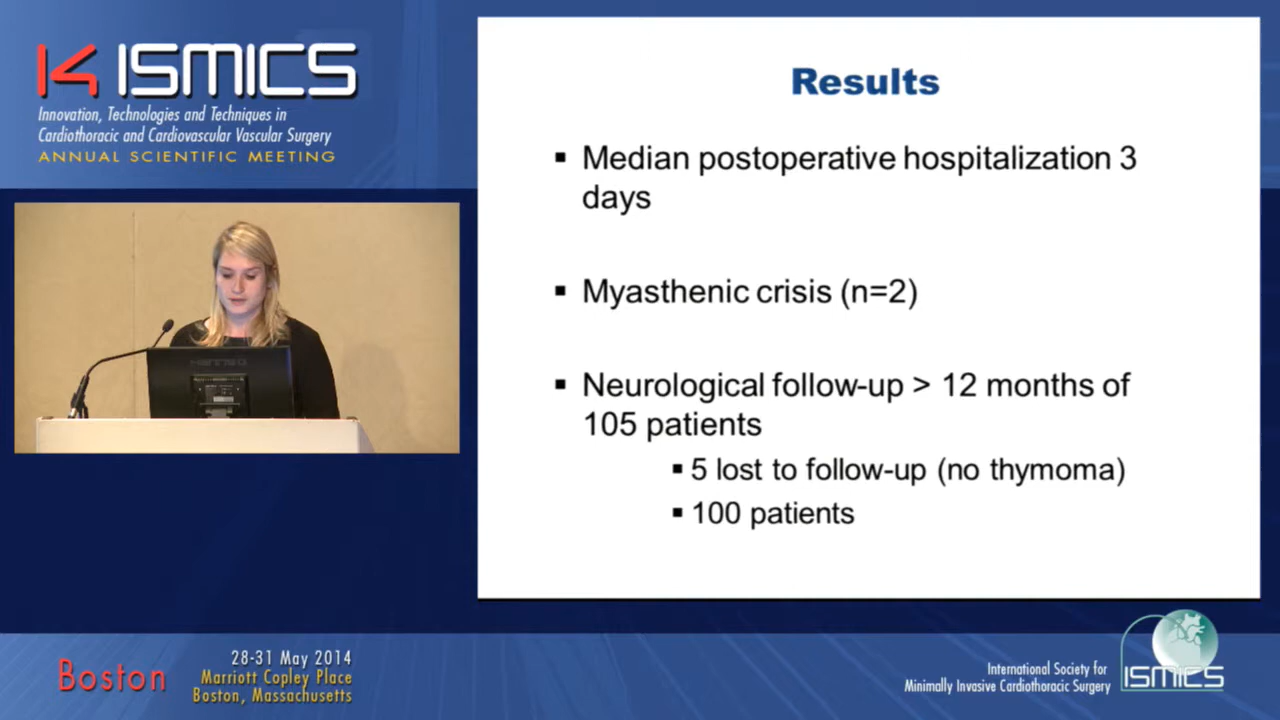 14 ISMICS
Innovation, Technologies and Techniques in
Cardiothoracic and Cardiovascular Vascular Surgery
ANNUAL SCIENTIFIC MEETING
Results
▪ Median postoperative hospitalization 3
days
▪ Myasthenic crisis (n=2)
▪ Neurological follow-up > 12 months of
105 patients
▪ 5 lost to follow-up (no thymoma)
▪ 100 patients
Boston
28-31 May 2014
Marriott Copley Place
Boston, Massachusetts
International Society for
Minimally Invasive Cardiothoracic Surgery
ISMICS